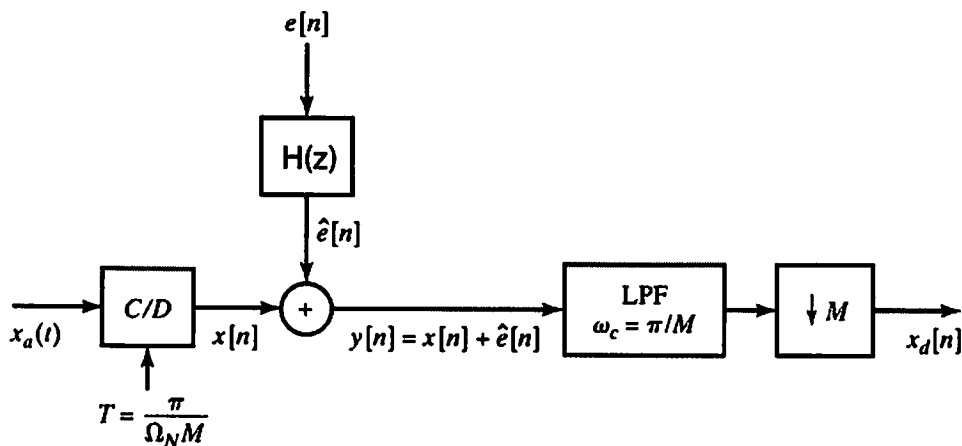 e[n]
H(z)
ê[n]
C/D
+
LPF
ω_c = π/M
↓ M
x_a(t)
x[n]
y[n] = x[n] + ê[n]
x_d[n]
T = π/(Ω_N M)